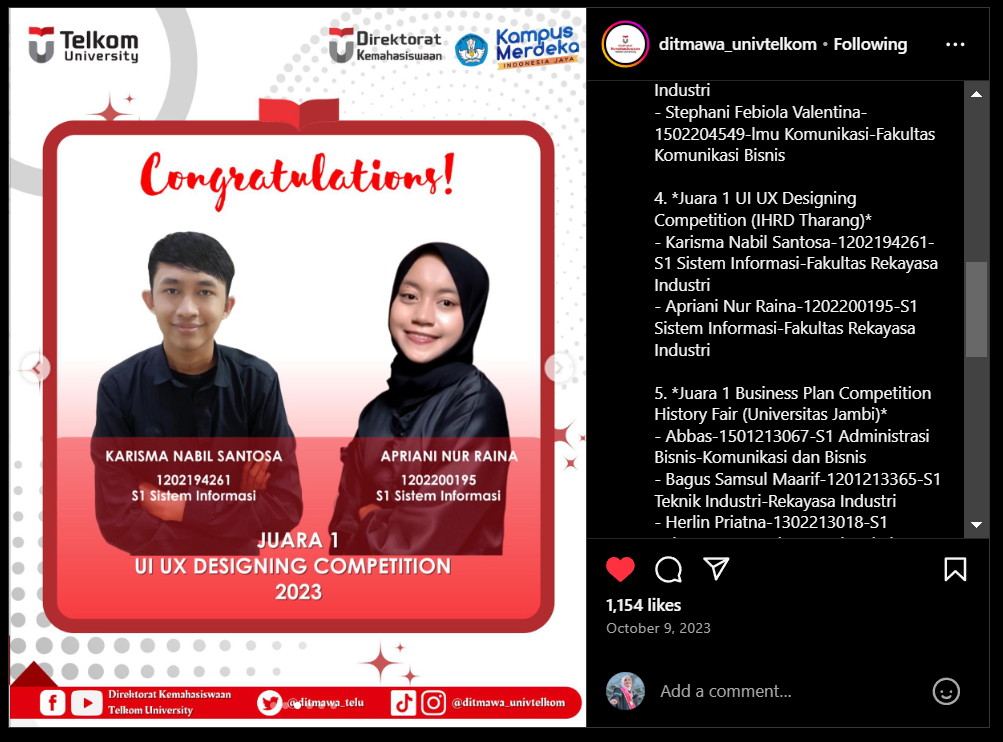 Telkom
University
Direktorat
Kemahasiswaan
Kampus
Merdeka
INDONESIA JAYA
Congratulations!
KARISMA NABIL SANTOSA
1202194261
S1 Sistem Informasi
APRIANI NUR RAINA
1202200195
S1 Sistem Informasi
JUARA 1
UI UX DESIGNING COMPETITION
2023
Direktorat Kemahasiswaan
Telkom University
@ditmawa_telu
@ditmawa_univtelkom
ditmawa_univtelkom • Following
Industri
- Stephani Febiola Valentina-
1502204549-lmu Komunikasi-Fakultas
Komunikasi Bisnis
4. *Juara 1 UI UX Designing
Competition (IHRD Tharang)*
- Karisma Nabil Santosa-1202194261-
S1 Sistem Informasi-Fakultas Rekayasa
Industri
- Apriani Nur Raina-1202200195-S1
Sistem Informasi-Fakultas Rekayasa
Industri
5. *Juara 1 Business Plan Competition
History Fair (Universitas Jambi)*
- Abbas-1501213067-S1 Administrasi
Bisnis-Komunikasi dan Bisnis
- Bagus Samsul Maarif-1201213365-S1
Teknik Industri-Rekayasa Industri
- Herlin Priatna-1302213018-S1
1,154 likes
October 9, 2023
Add a comment...